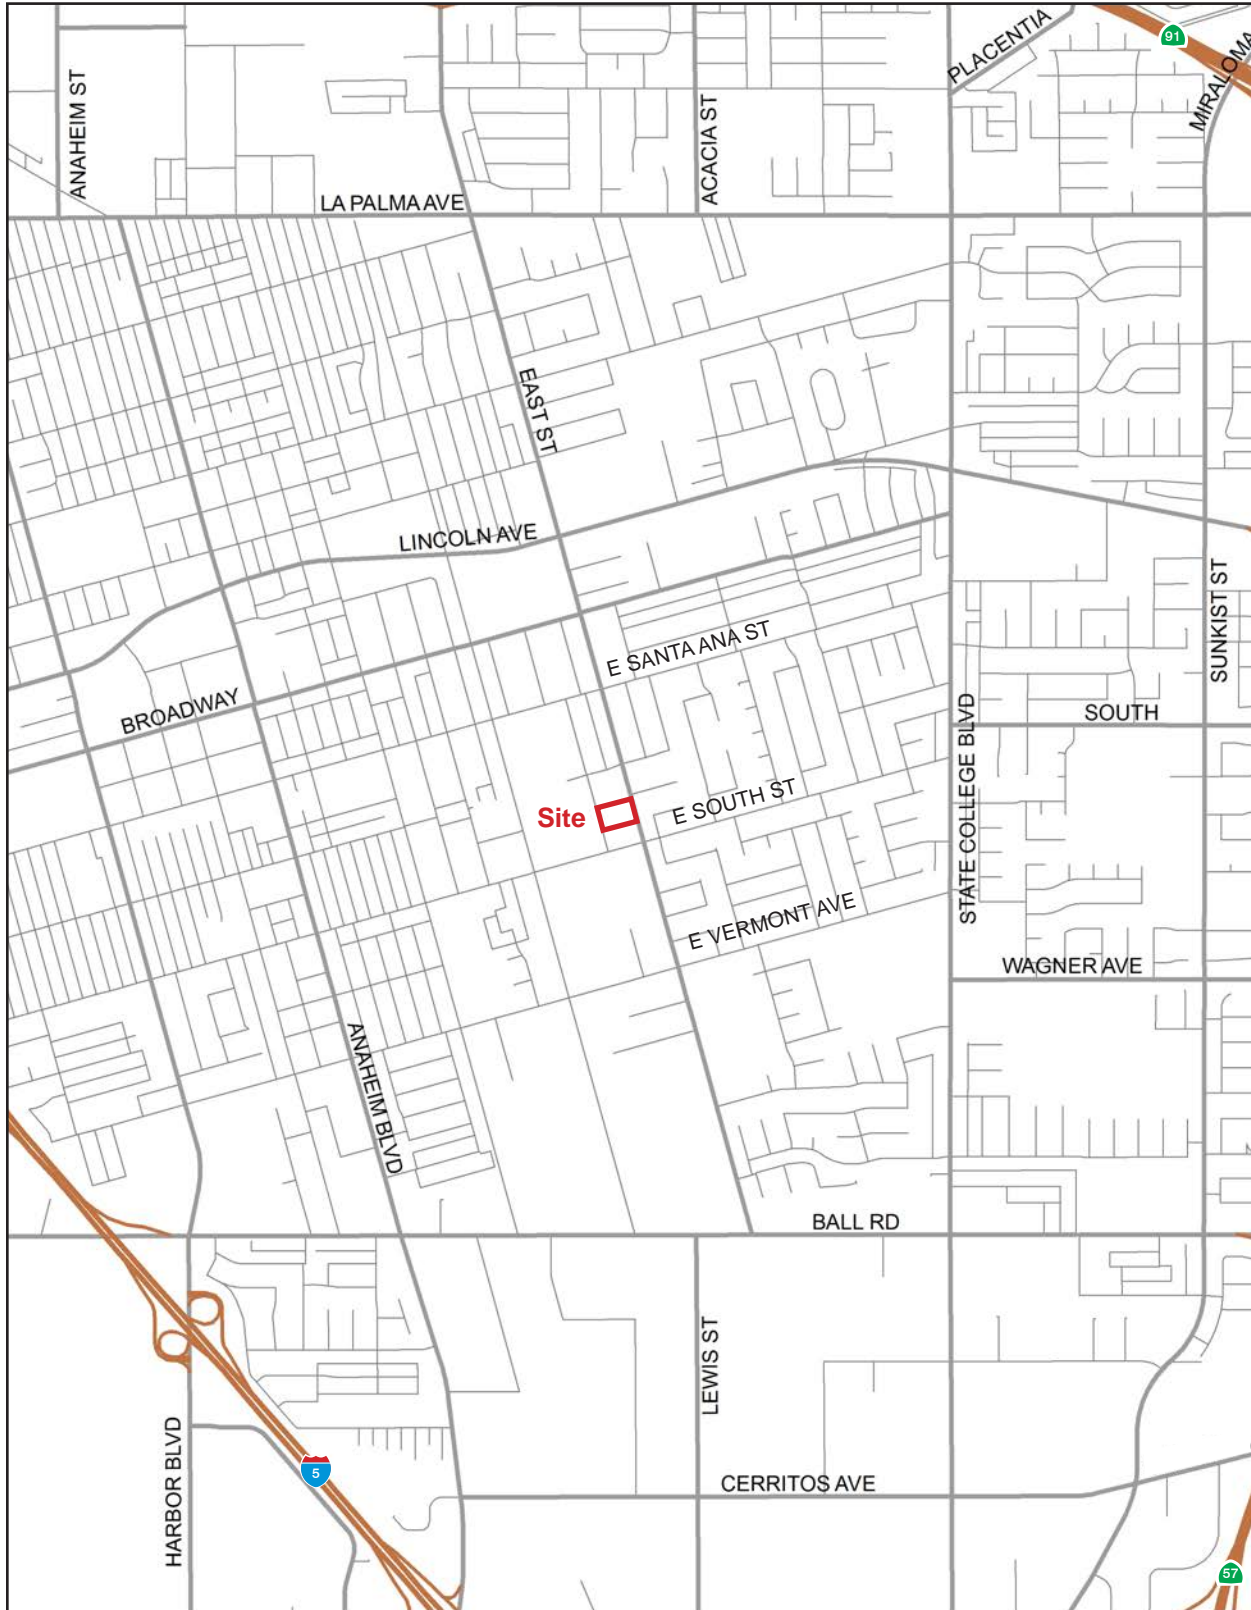 PLACENTIA
91
MIRALOMA
ANAHEIM ST
ACACIA ST
LA PALMA AVE
EAST ST
LINCOLN AVE
E SANTA ANA ST
SUNKIST ST
BROADWAY
SOUTH
STATE COLLEGE BLVD
Site
E SOUTH ST
E VERMONT AVE
WAGNER AVE
ANAHEIM BLVD
BALL RD
LEWIS ST
HARBOR BLVD
5
CERRITOS AVE
57